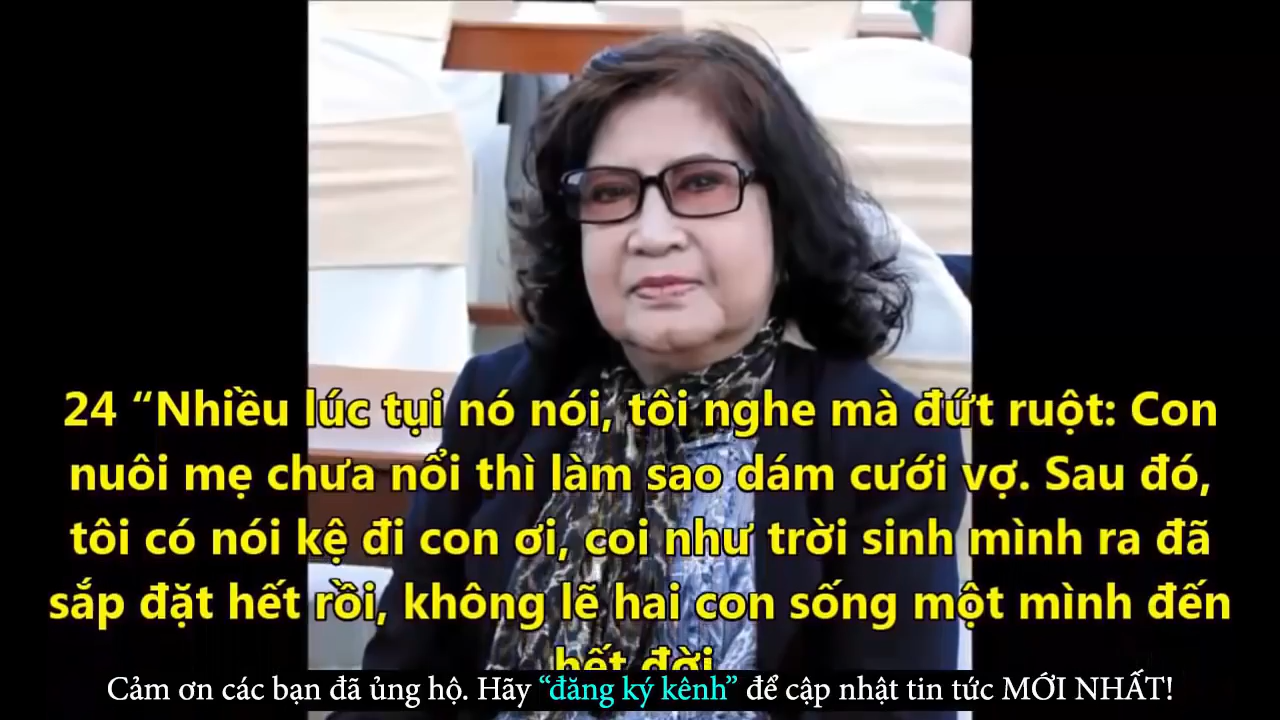 24 “Nhiều lúc tụi nó nói, tôi nghe mà đứt ruột: Con
nuôi mẹ chưa nổi thì làm sao dám cưới vợ. Sau đó,
tôi có nói kệ đi con ơi, coi như trời sinh mình ra đã
sắp đặt hết rồi, không lẽ hai con sống một mình đến
hết đời
Cảm ơn các bạn đã ủng hộ. Hãy “đăng ký kênh” để cập nhật tin tức MỚI NHẤT!